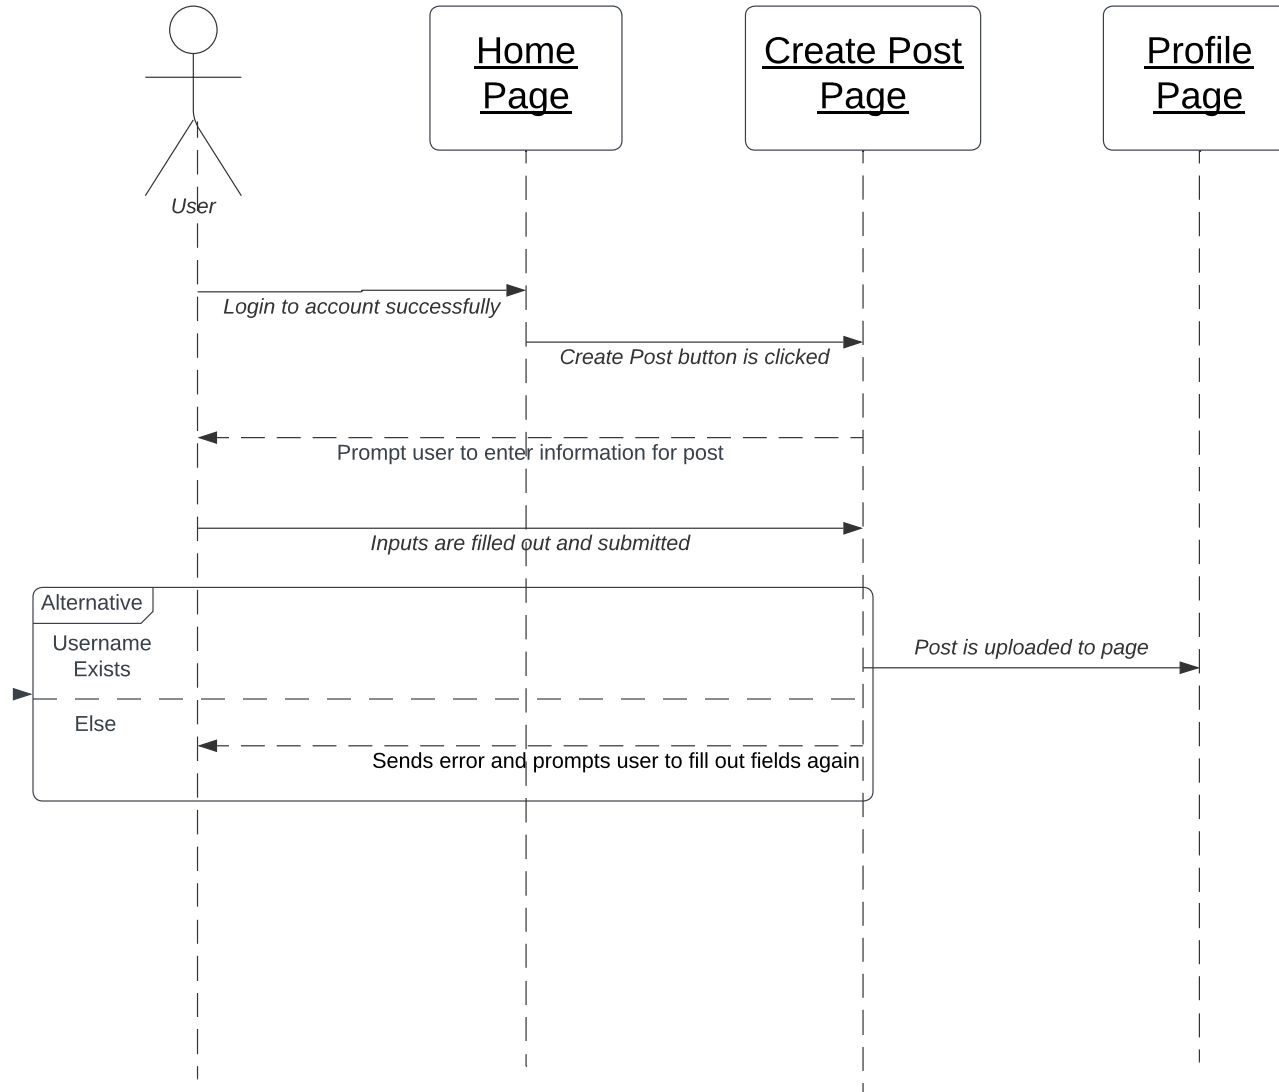 Home
Page
Create Post
Page
Profile
Page
User
Login to account successfully
Create Post button is clicked
Prompt user to enter information for post
Inputs are filled out and submitted
Alternative
Username
Exists
Post is uploaded to page
Else
Sends error and prompts user to fill out fields again